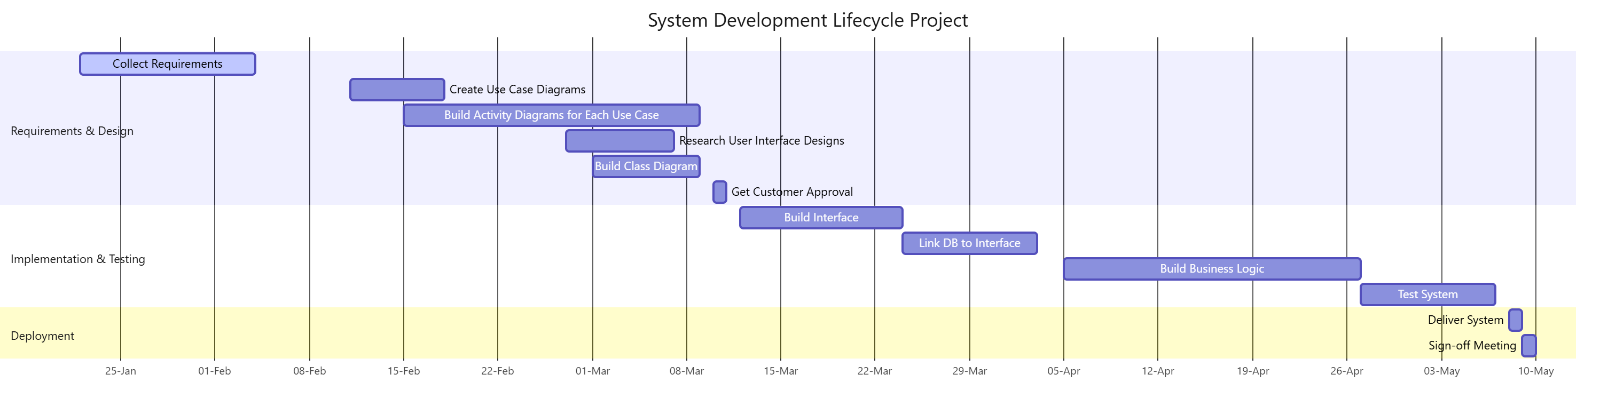 System Development Lifecycle Project
Collect Requirements
Create Use Case Diagrams
Build Activity Diagrams for Each Use Case
Requirements & Design
Research User Interface Designs
Build Class Diagram
Get Customer Approval
Build Interface
Link DB to Interface
Implementation & Testing
Build Business Logic
Test System
Deliver System
Deployment
Sign-off Meeting
25-Jan 01-Feb 08-Feb 15-Feb 22-Feb 01-Mar 08-Mar 15-Mar 22-Mar 29-Mar 05-Apr 12-Apr 19-Apr 26-Apr 03-May 10-May